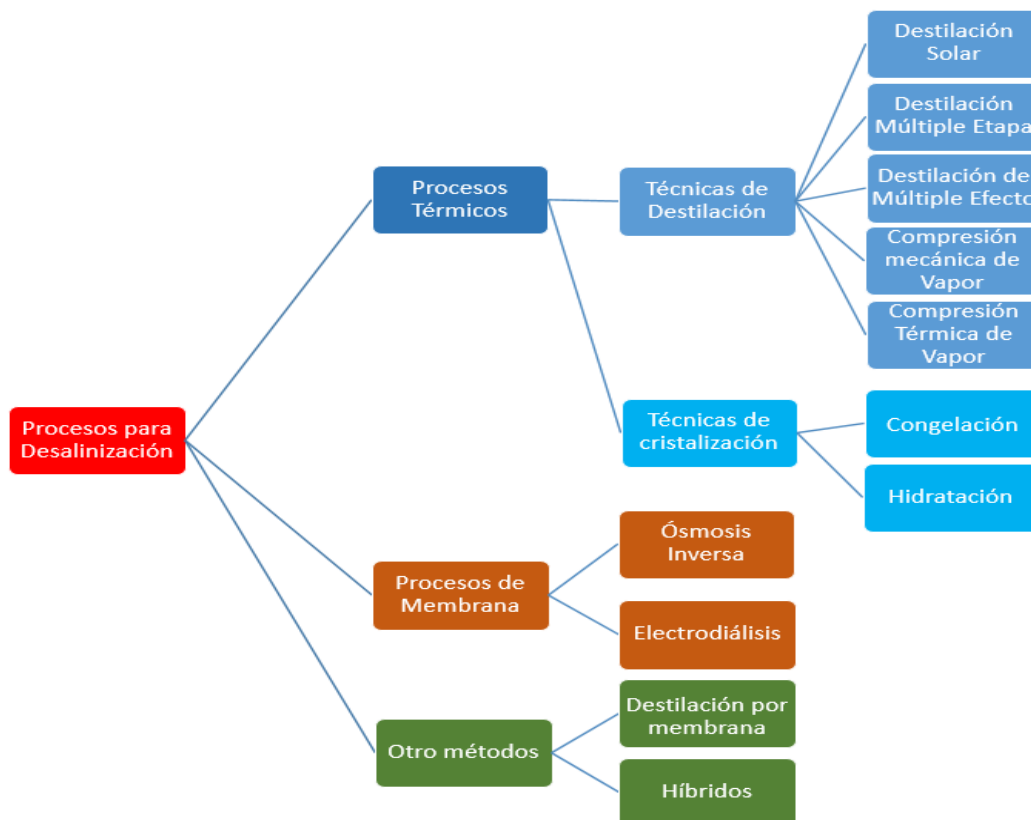 Destilación
Solar
Destilación
Múltiple Etapa
Destilación de
Múltiple Efecto
Compresión
mecánica de
Vapor
Compresión
Térmica de
Vapor
Procesos
Térmicos
Técnicas de
Destilación
Procesos para
Desalinización
Técnicas de
cristalización
Congelación
Hidratación
Procesos de
Membrana
Ósmosis
Inversa
Electrodiálisis
Otro métodos
Destilación por
membrana
Híbridos